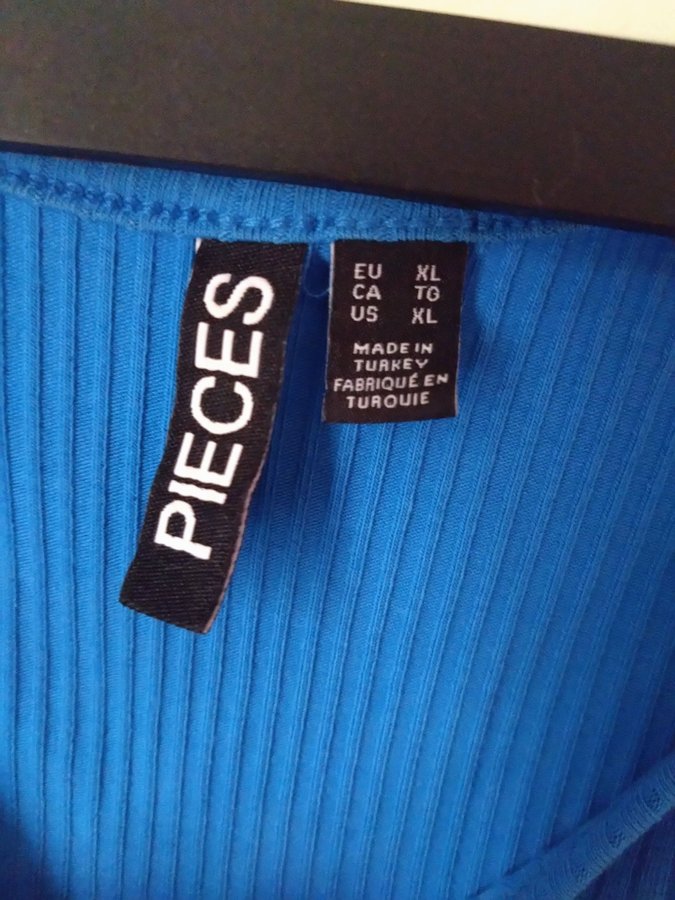 PIECES
EU XL
CA TG
US XL
MADE IN
TURKEY
FABRIQUÉ EN
TURQUIE